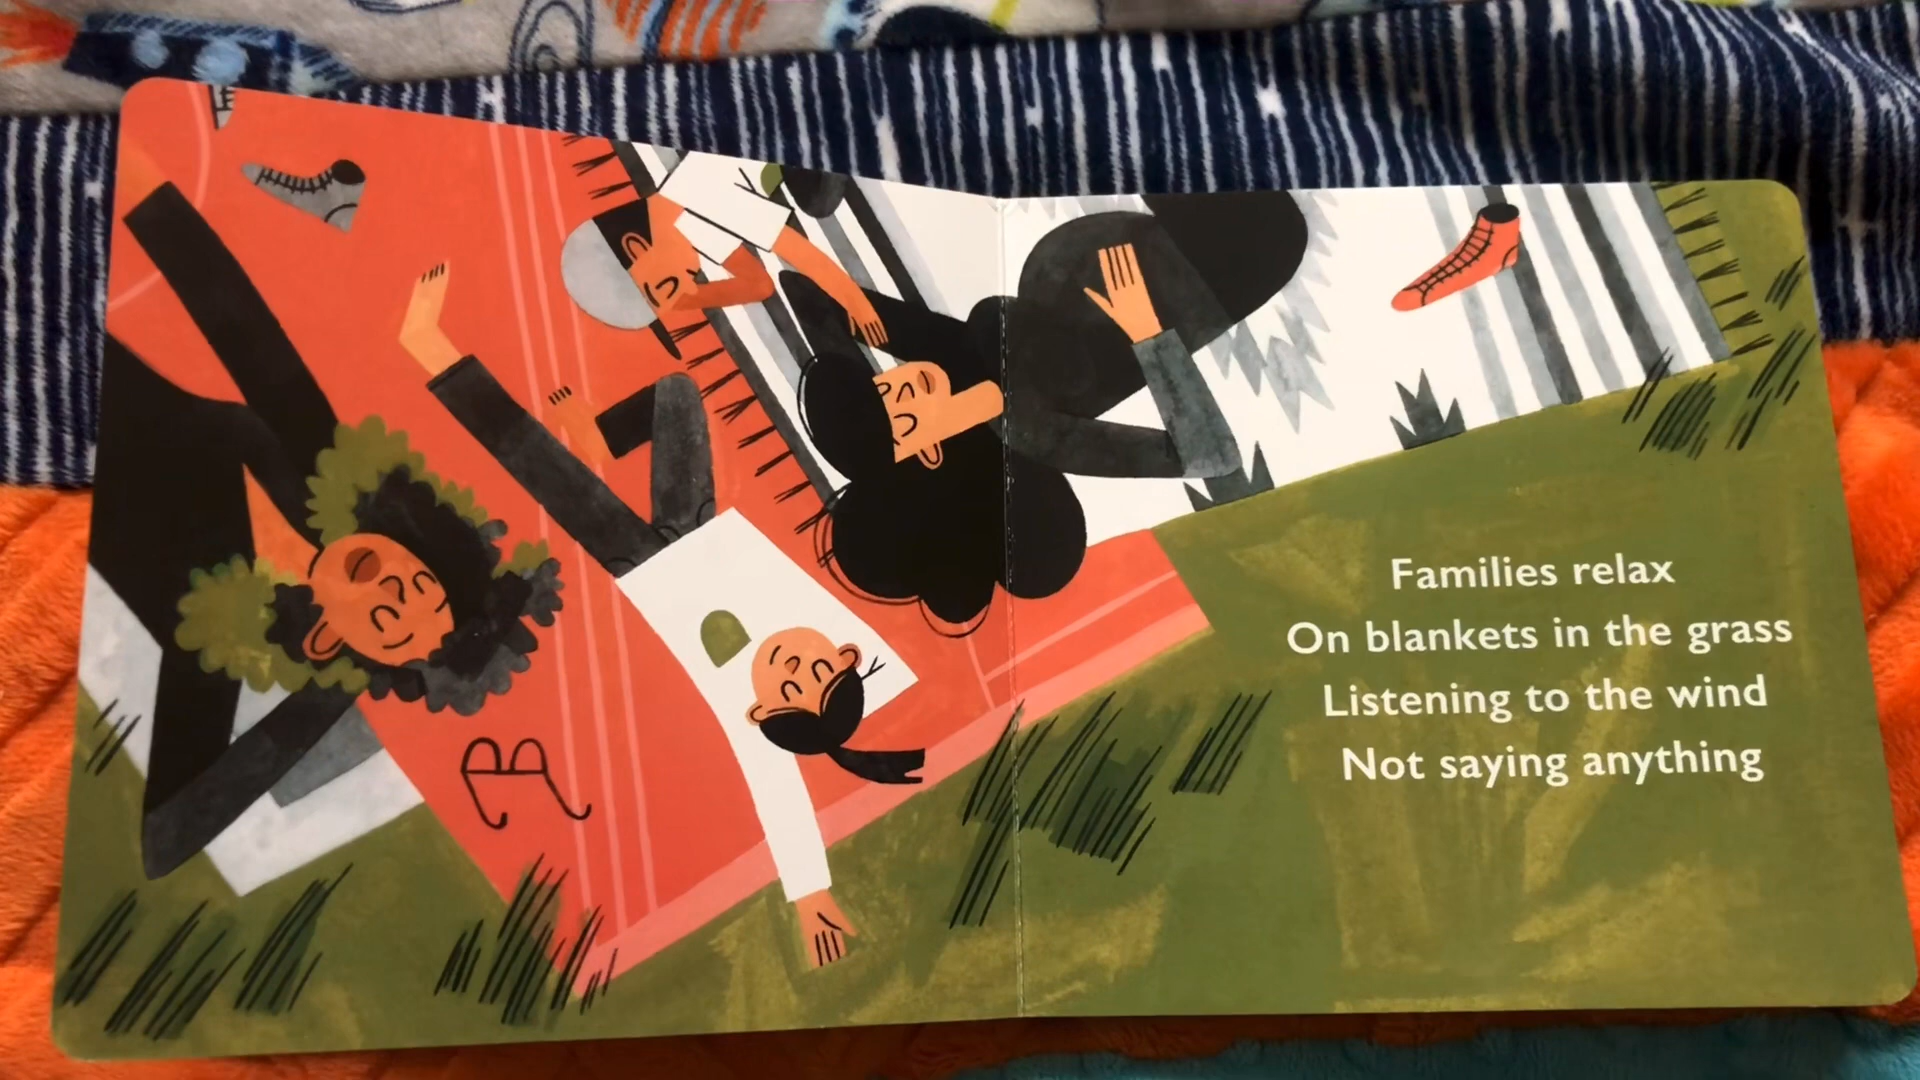 B
Families relax
On blankets in the grass
Listening to the wind
Not saying anything